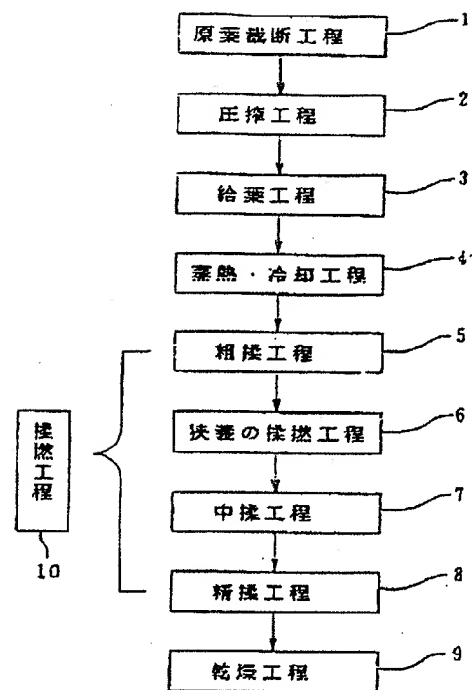 原葉裁断工程
1
圧搾工程
2
給葉工程
3
蒸熱・冷却工程
4
粗揉工程
5
狭義の揉撚工程
6
中揉工程
7
精揉工程
8
乾燥工程
9
揉撚工程
10